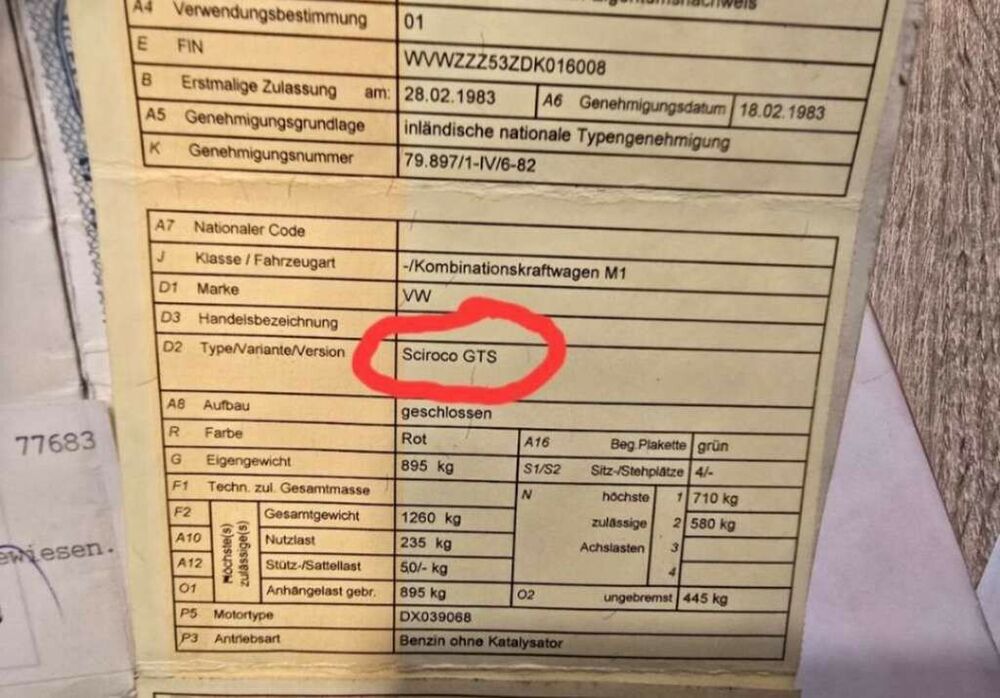 A4 Verwendungsbestimmung 01
E FIN WVWZZZ53ZDK016008
B Erstmalige Zulassung am: 28.02.1983 A6 Genehmigungsdatum 18.02.1983
A5 Genehmigungsgrundlage inländische nationale Typengenehmigung
K Genehmigungsnummer 79.897/1-IV/6-82
A7 Nationaler Code
J Klasse / Fahrzeugart -/Kombinationskraftwagen M1
D1 Marke VW
D3 Handelsbezeichnung
D2 Type/Variante/Version Sciroco GTS
A8 Aufbau geschlossen
R Farbe Rot A16 Beg.Plakette grün
G Eigengewicht 895 kg S1/S2 Sitz-/Stehplätze 4/-
F1 Techn. zul. Gesamtmasse N höchste 1 710 kg
F2 Höchste(s) zulässige(s) Gesamtgewicht 1260 kg zulässige 2 580 kg
A10 Nutzlast 235 kg Achslasten 3
A12 Stütz-/Sattellast 50/- kg 4
O1 Anhängelast gebr. 895 kg O2 ungebremst 445 kg
P5 Motortype DX039068
P3 Antriebsart Benzin ohne Katalysator
77683
ewiesen.